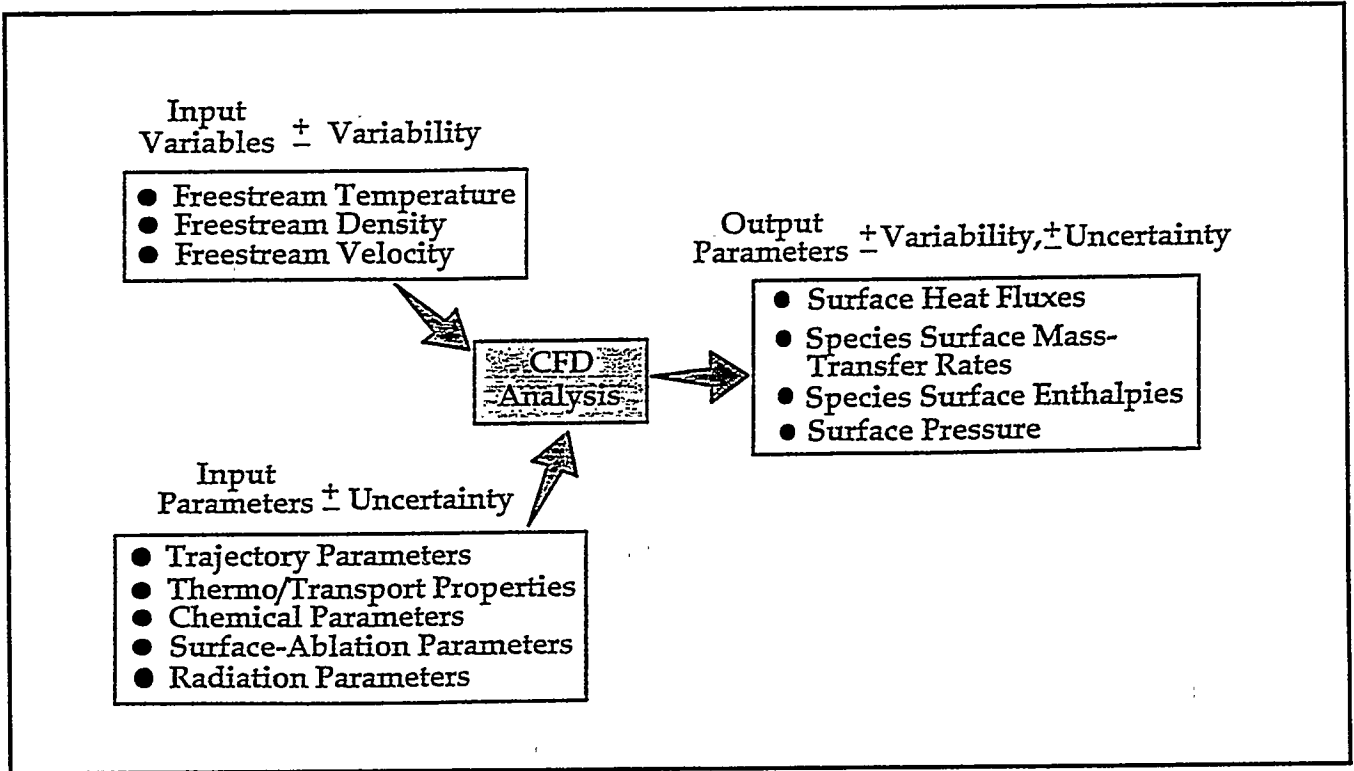 Input
Variables ± Variability
● Freestream Temperature
● Freestream Density
● Freestream Velocity
Output
Parameters ±Variability,±Uncertainty
● Surface Heat Fluxes
● Species Surface Mass-
Transfer Rates
● Species Surface Enthalpies
● Surface Pressure
CFD
Analysis
Input
Parameters ± Uncertainty
● Trajectory Parameters
● Thermo/Transport Properties
● Chemical Parameters
● Surface-Ablation Parameters
● Radiation Parameters